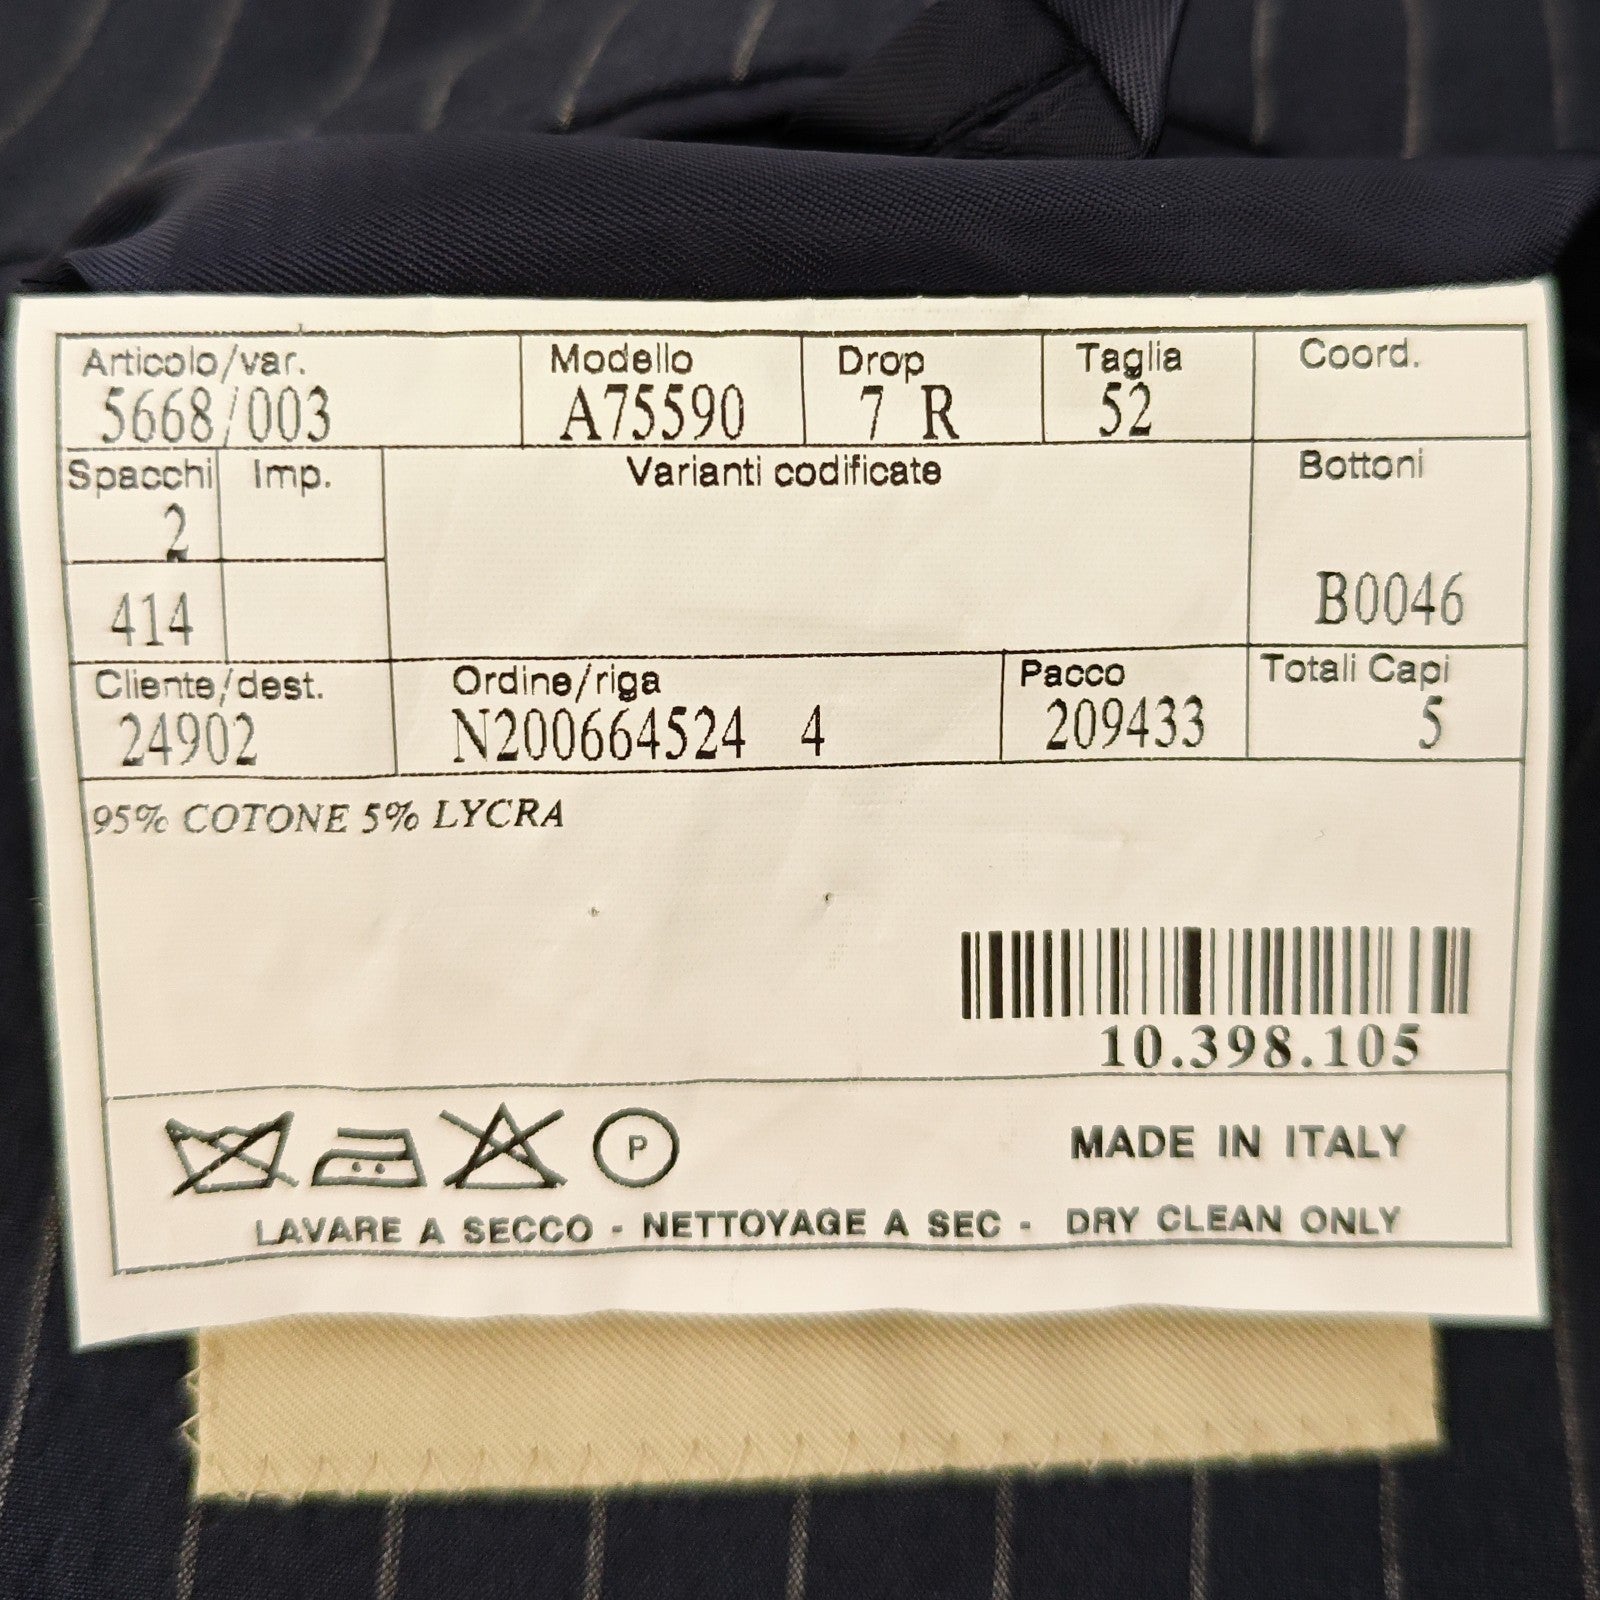 Articolo/var. Modello Drop Taglia Coord.
5668/003 A75590 7 R 52
Spacchi Imp. Varianti codificate Bottoni
2
414 B0046
Cliente/dest. Ordine/riga Pacco Totali Capi
24902 N200664524 4 209433 5
95% COTONE 5% LYCRA
10.398.105
P MADE IN ITALY
LAVARE A SECCO - NETTOYAGE A SEC - DRY CLEAN ONLY